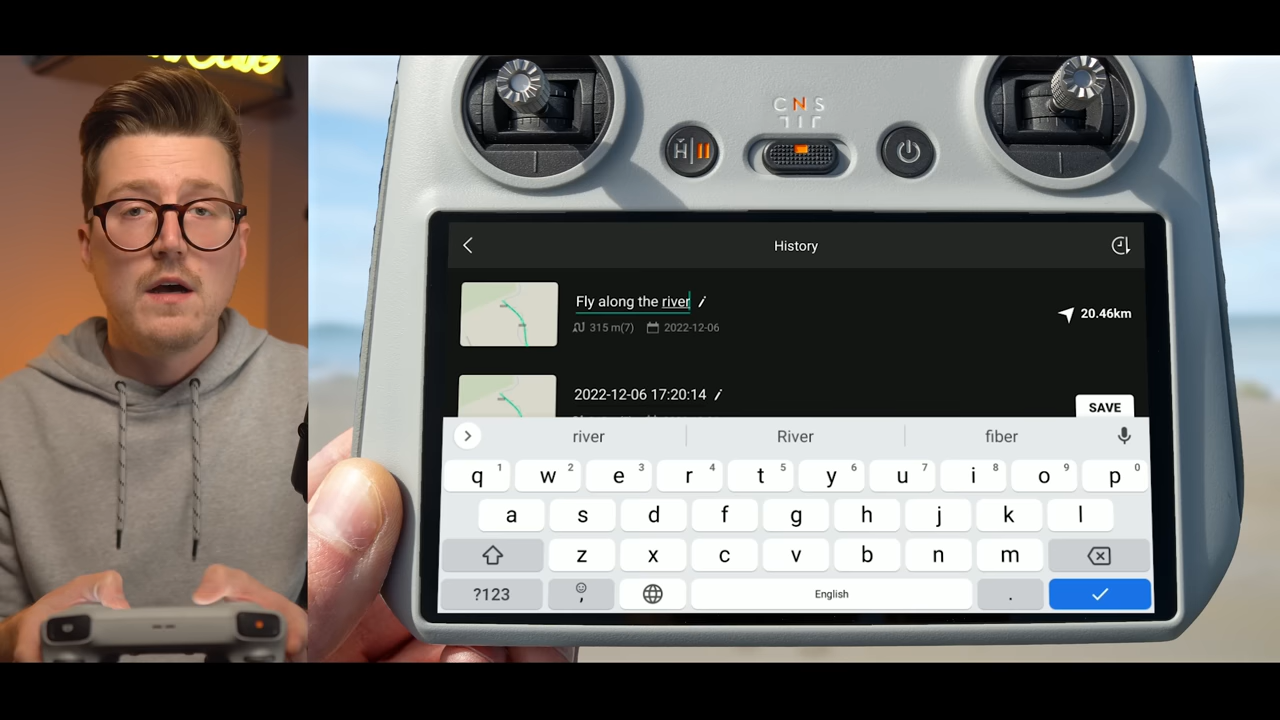 C N S
H
History
Fly along the river
315 m(7) 2022-12-06
20.46km
2022-12-06 17:20:14
SAVE
river River fiber
q 1 w 2 e 3 r 4 t 5 y 6 u 7 i 8 o 9 p 0
a s d f g h j k l
z x c v b n m
?123 , English .